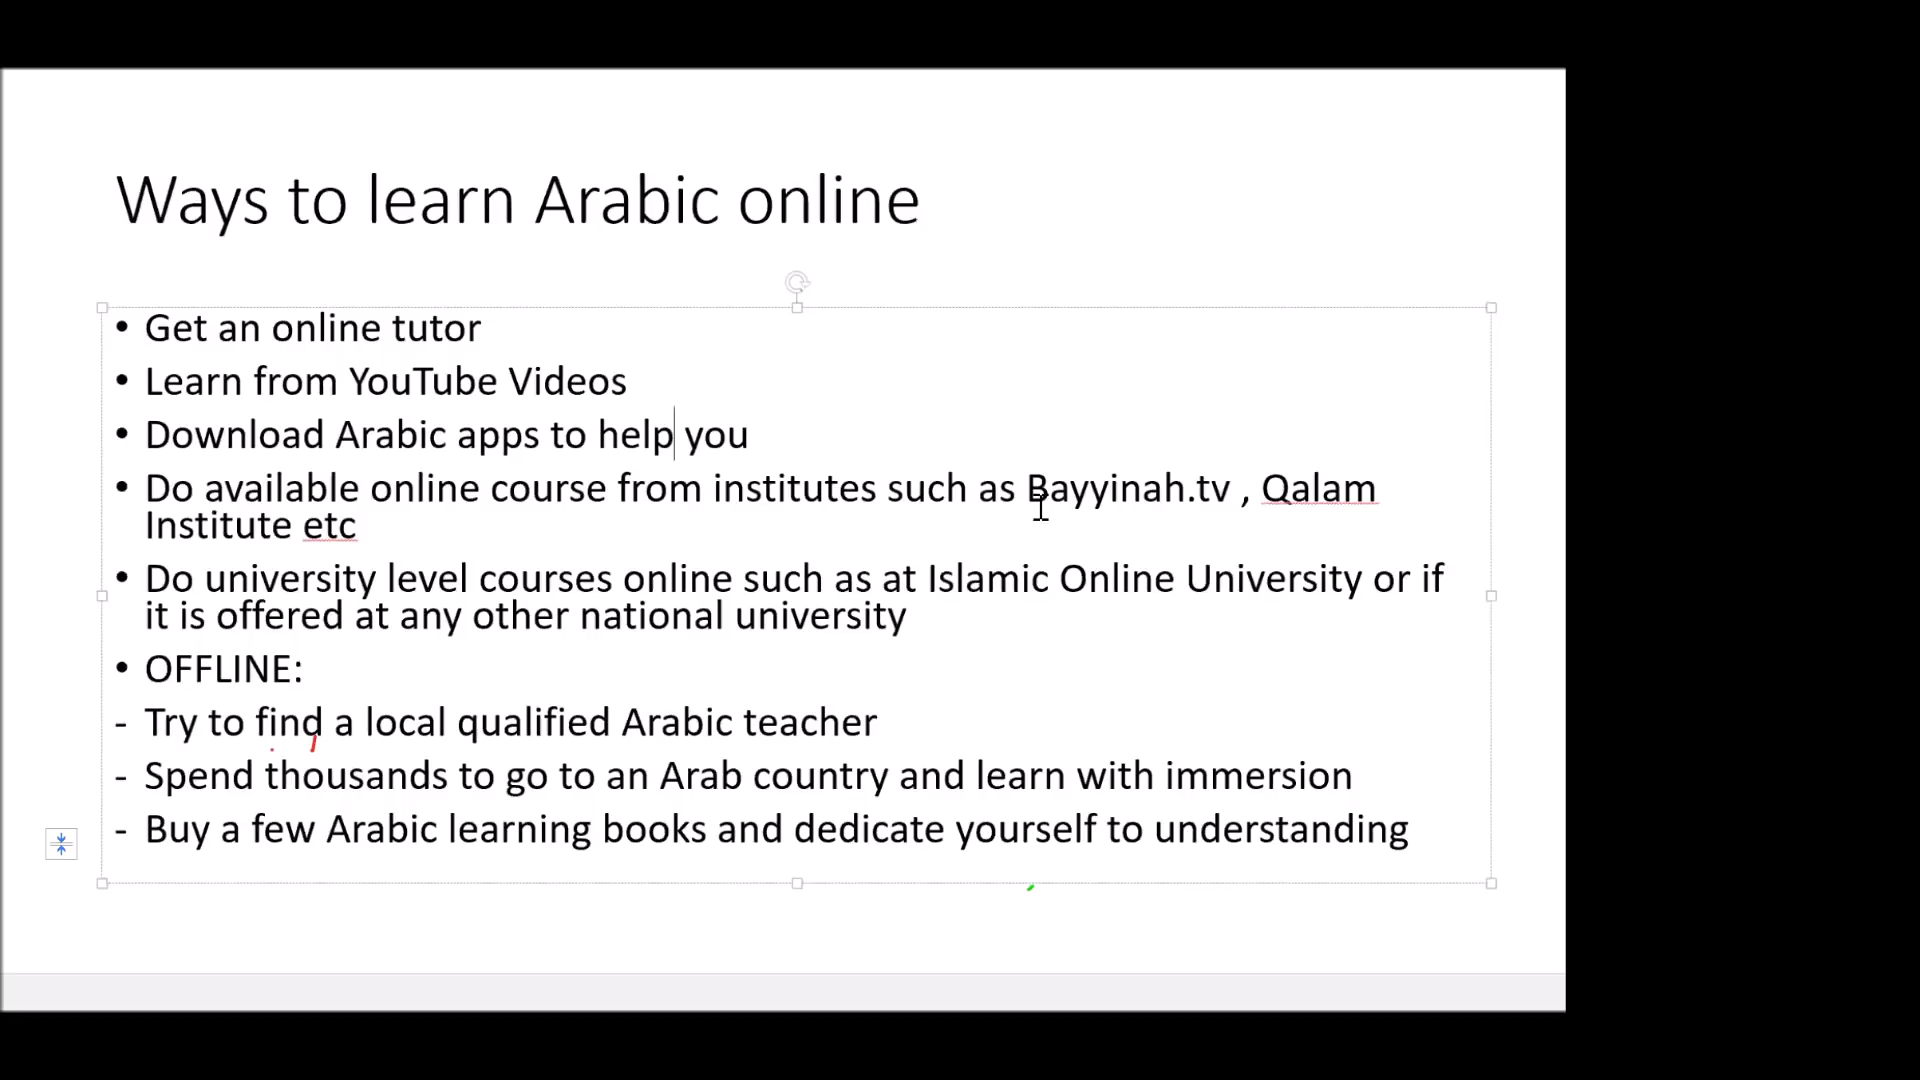 Ways to learn Arabic online
• Get an online tutor
• Learn from YouTube Videos
• Download Arabic apps to help you
• Do available online course from institutes such as Bayyinah.tv , Qalam
Institute etc
• Do university level courses online such as at Islamic Online University or if
it is offered at any other national university
• OFFLINE:
- Try to find a local qualified Arabic teacher
- Spend thousands to go to an Arab country and learn with immersion
- Buy a few Arabic learning books and dedicate yourself to understanding